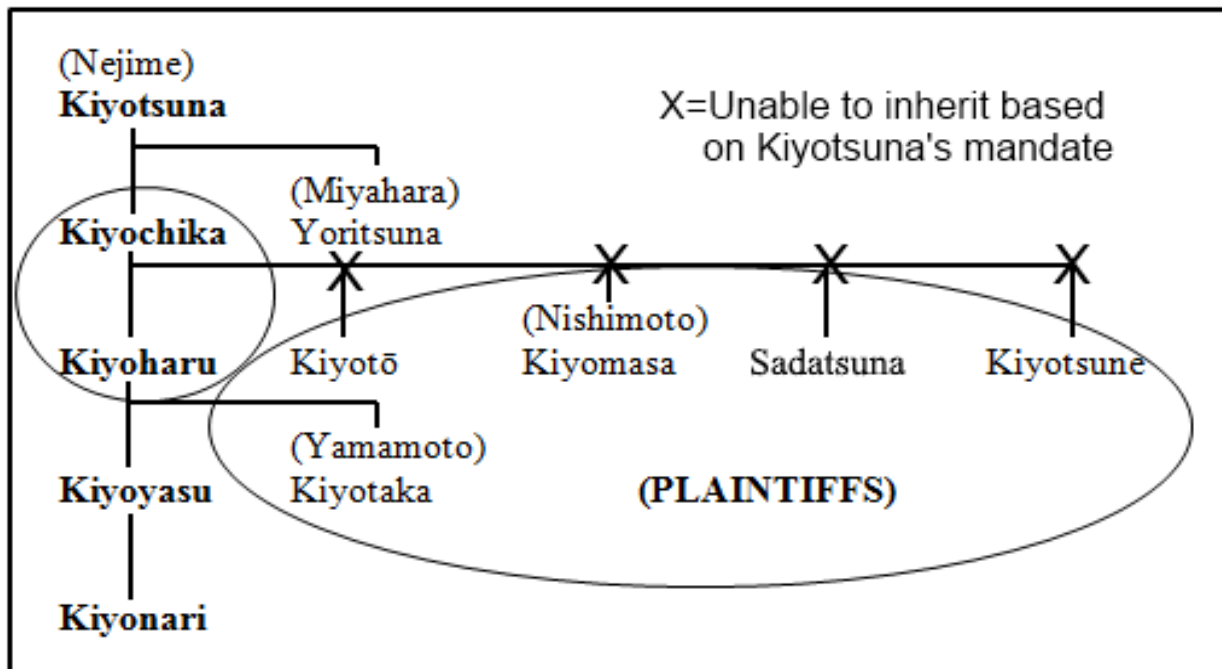 (Nejime)
Kiyotsuna
X=Unable to inherit based
on Kiyotsuna's mandate
(Miyahara)
Kiyochika Yoritsuna
X X X X
(Nishimoto)
Kiyoharu Kiyotō Kiyomasa Sadatsuna Kiyotsune
(Yamamoto)
Kiyoyasu Kiyotaka (PLAINTIFFS)
Kiyonari